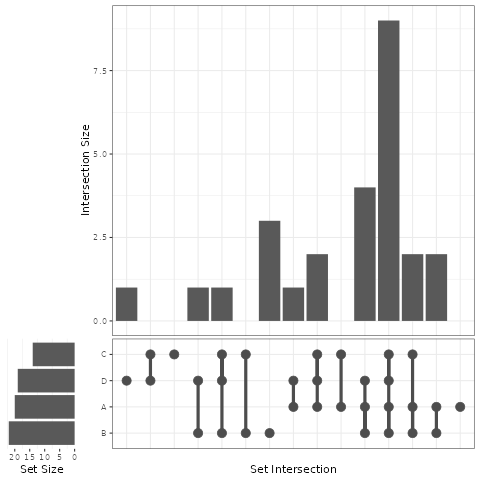 7.5
5.0
2.5
0.0
Intersection Size
C
D
A
B
20 15 10 5 0
Set Size
Set Intersection